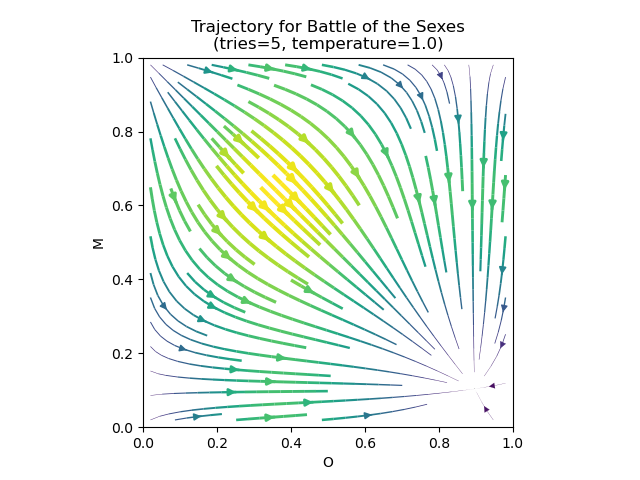 Trajectory for Battle of the Sexes
(tries=5, temperature=1.0)
1.0
0.8
0.6
M
0.4
0.2
0.0
0.0 0.2 0.4 0.6 0.8 1.0
O